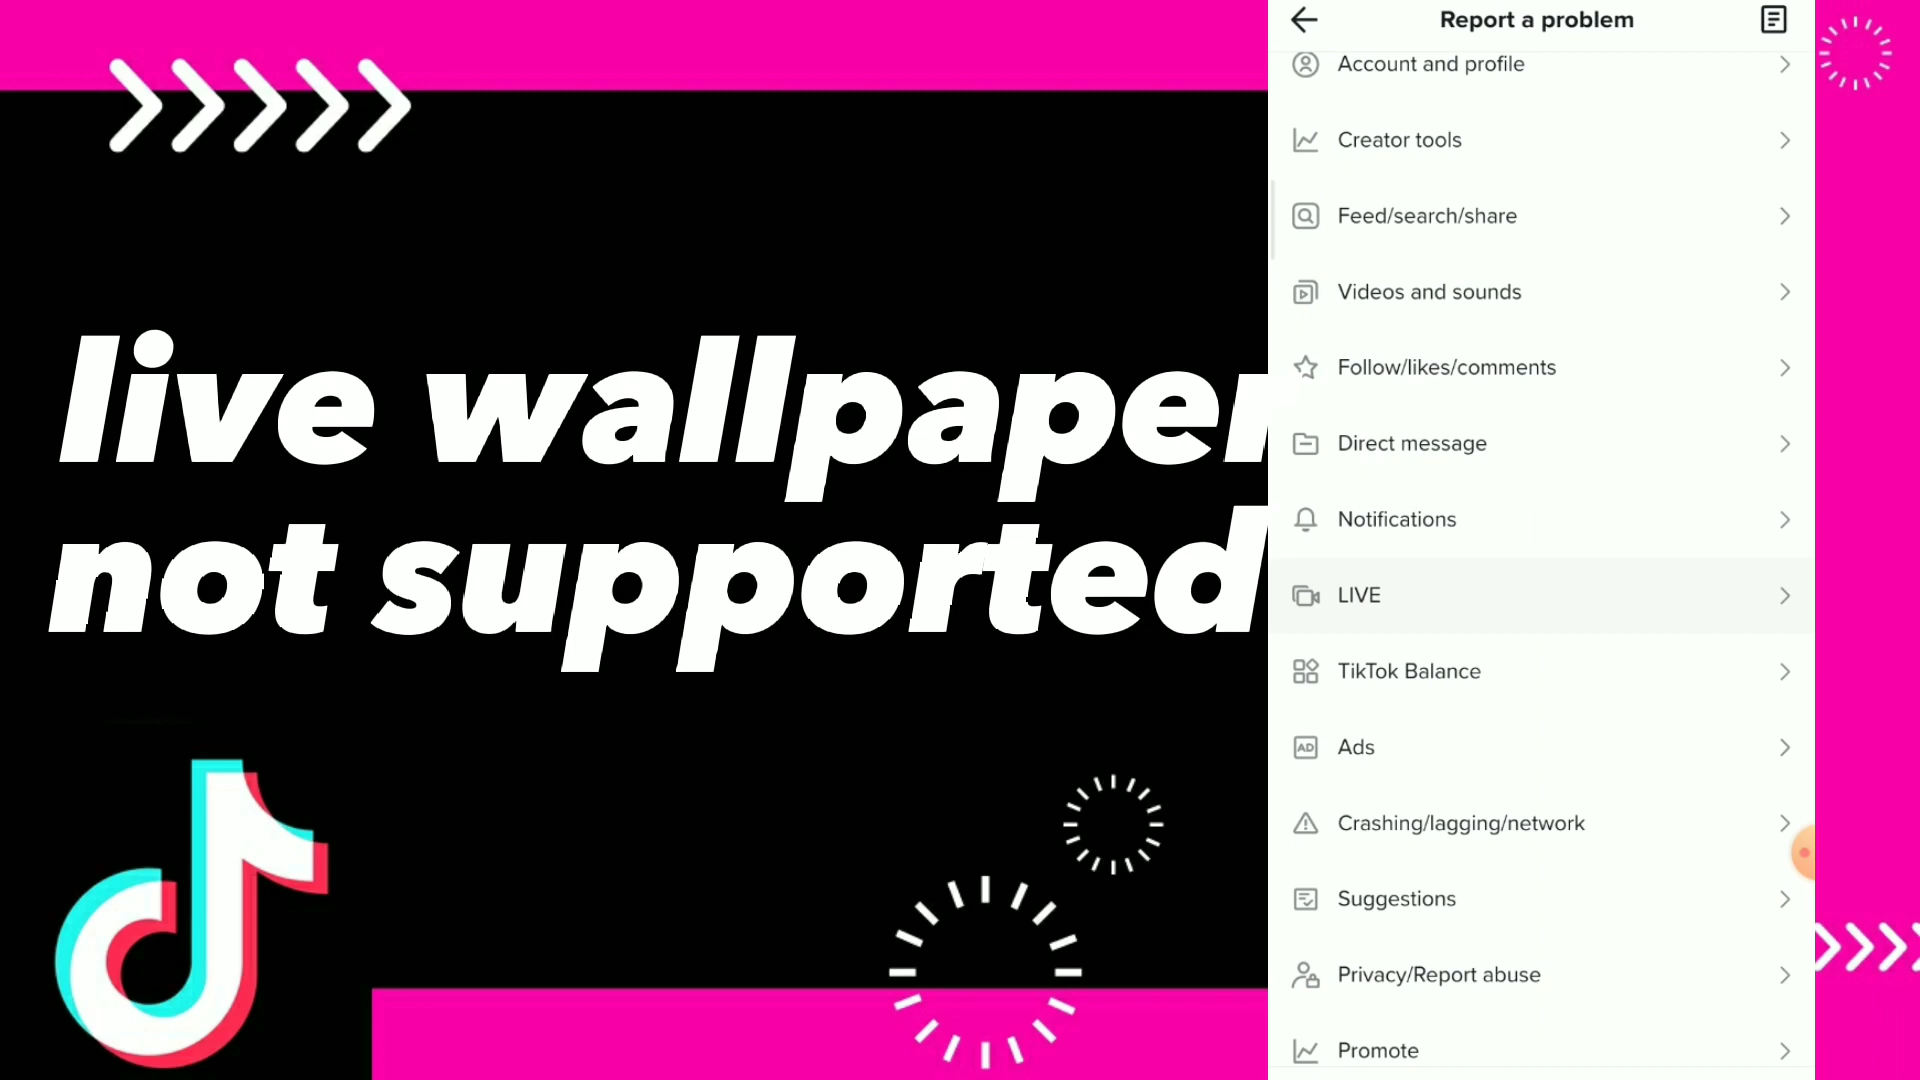 live wallpaper
not supported
Report a problem
Account and profile
Creator tools
Feed/search/share
Videos and sounds
Follow/likes/comments
Direct message
Notifications
LIVE
TikTok Balance
AD
Ads
Crashing/lagging/network
Suggestions
Privacy/Report abuse
Promote